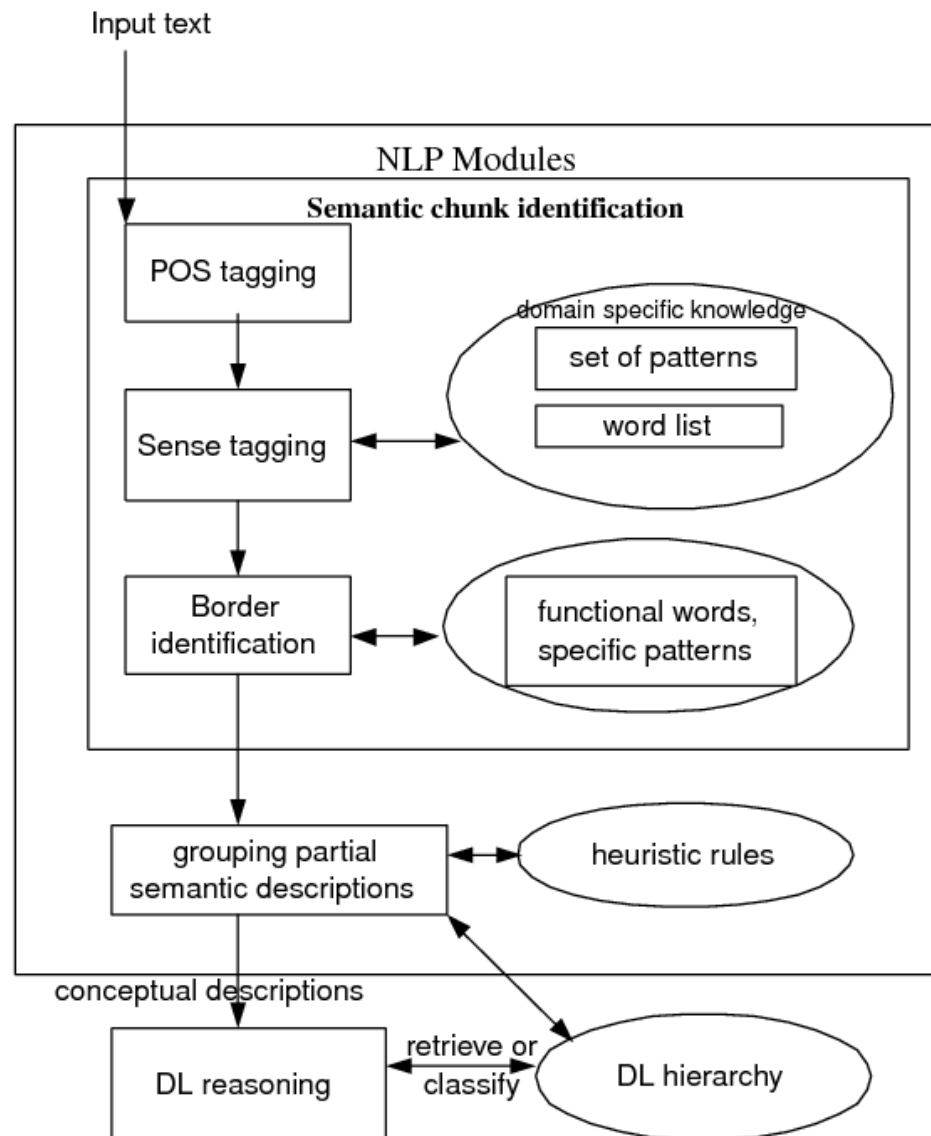 Input text
NLP Modules
Semantic chunk identification
POS tagging
domain specific knowledge
set of patterns
word list
Sense tagging
Border
identification
functional words,
specific patterns
grouping partial
semantic descriptions
heuristic rules
conceptual descriptions
DL reasoning
retrieve or
classify
DL hierarchy